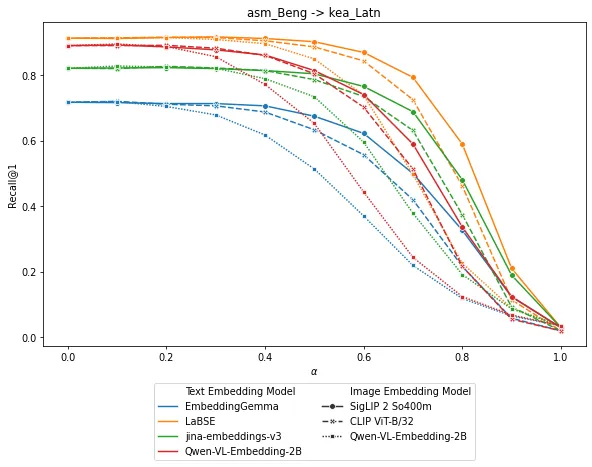 asm_Beng -> kea_Latn
Recall@1
0.8
0.6
0.4
0.2
0.0
0.0 0.2 0.4 0.6 0.8 1.0
α
Text Embedding Model
EmbeddingGemma
LaBSE
jina-embeddings-v3
Qwen-VL-Embedding-2B
Image Embedding Model
SigLIP 2 So400m
CLIP ViT-B/32
Qwen-VL-Embedding-2B